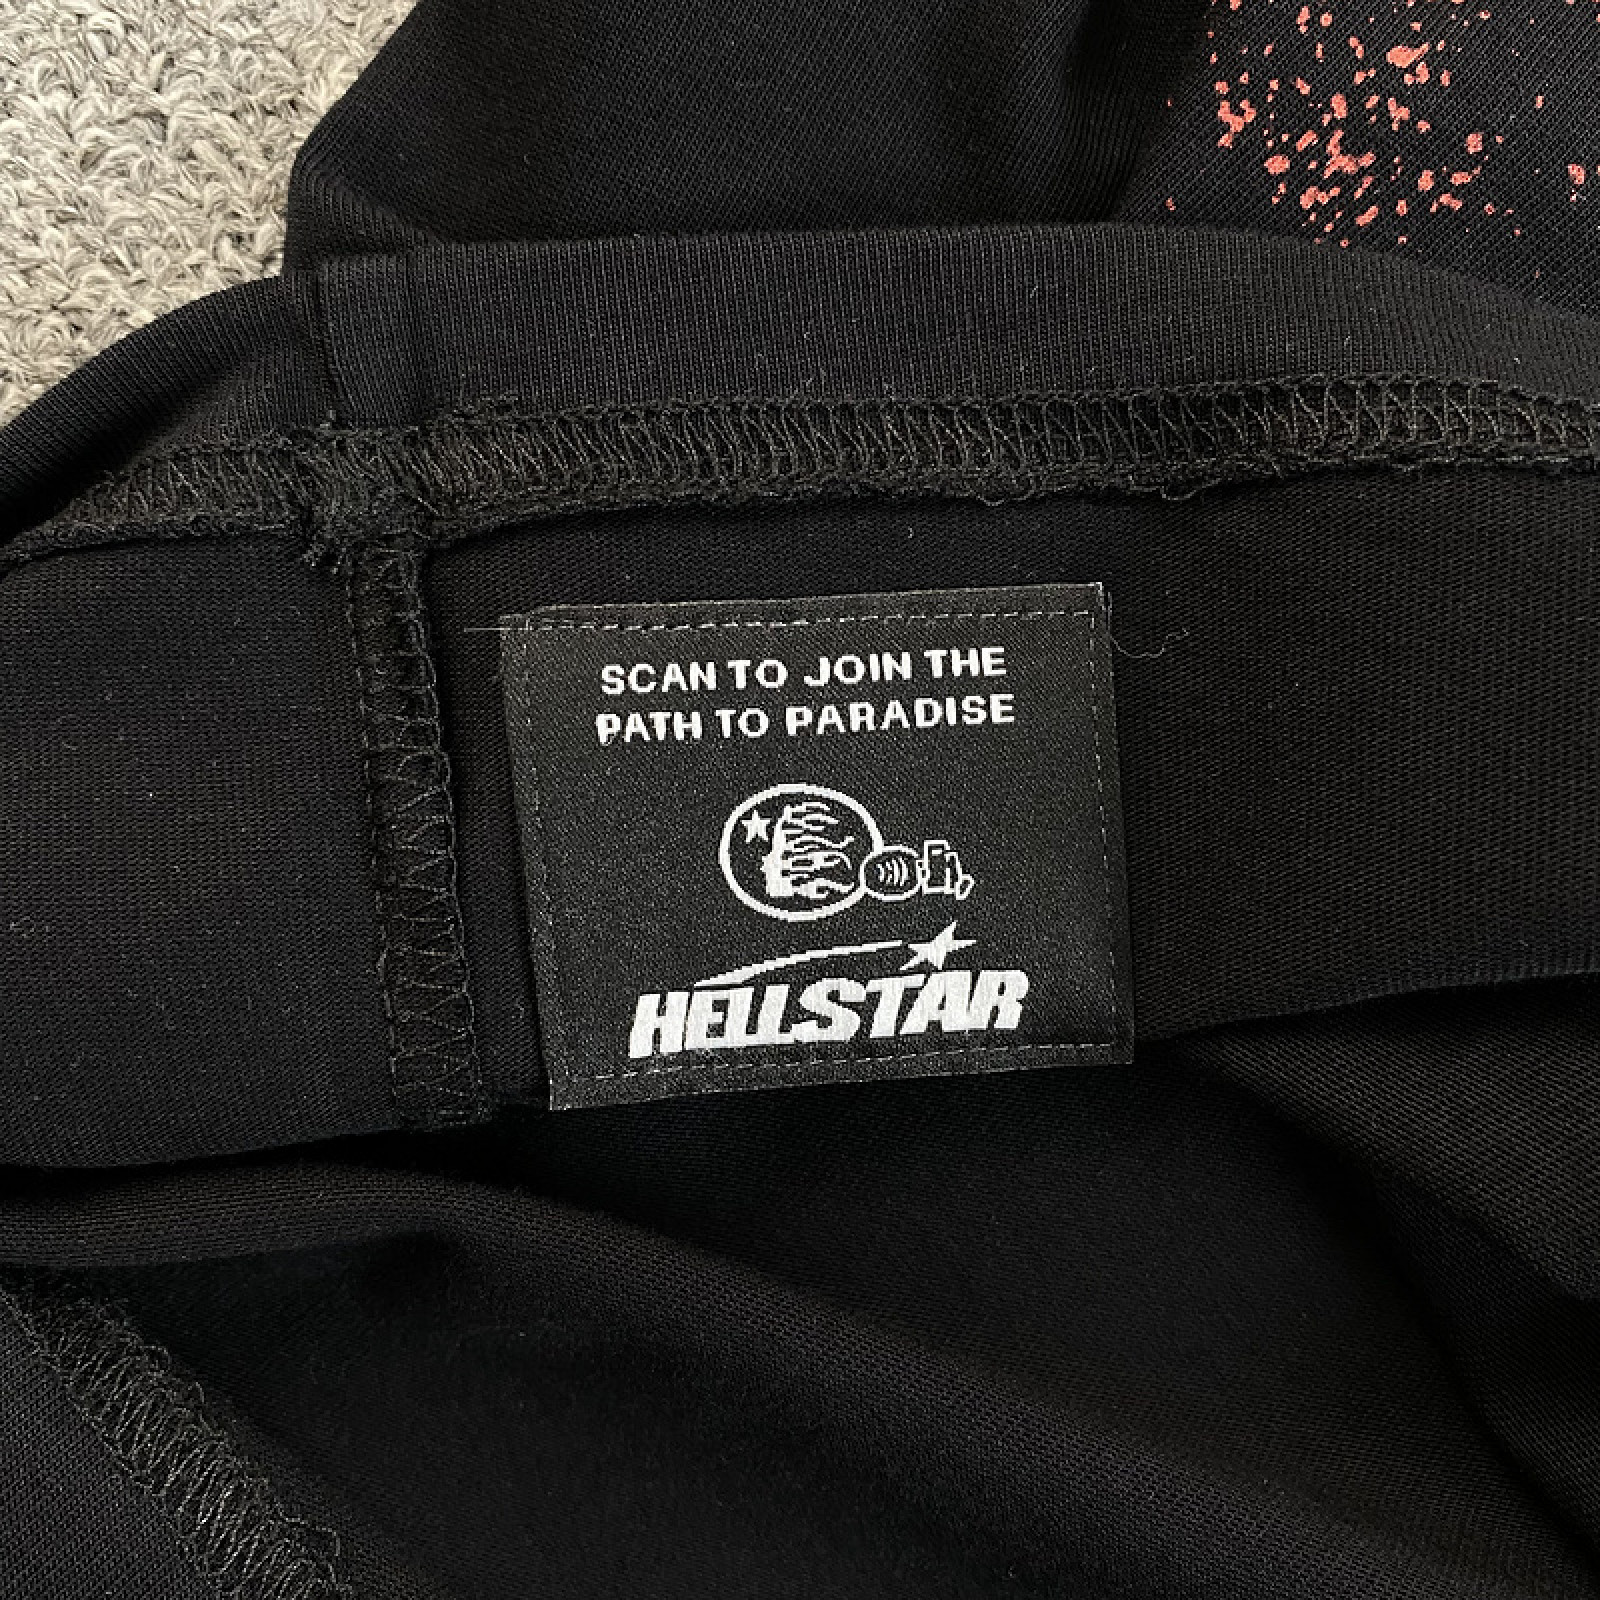 SCAN TO JOIN THE
PATH TO PARADISE
HELLSTAR